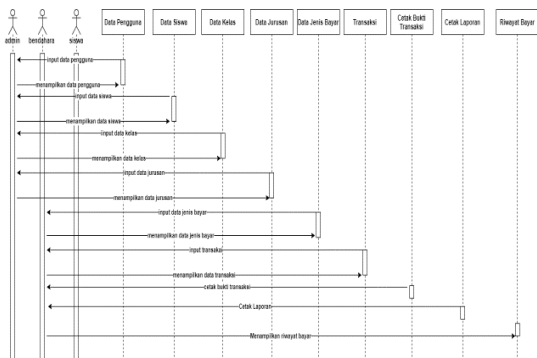 Data Pengguna
Data Siswa
Data Kelas
Data Jurusan
Data Jenis Bayar
Transaksi
Cetak Bukti
Transaksi
Cetak Laporan
Riwayat Bayar
admin
bendahara
siswa
input data pengguna
menampilkan data pengguna
input data siswa
menampilkan data siswa
input data kelas
menampilkan data kelas
input data jurusan
menampilkan data jurusan
input data jenis bayar
menampilkan data jenis bayar
input transaksi
menampilkan data transaksi
cetak bukti transaksi
Cetak Laporan
Menampilkan riwayat bayar